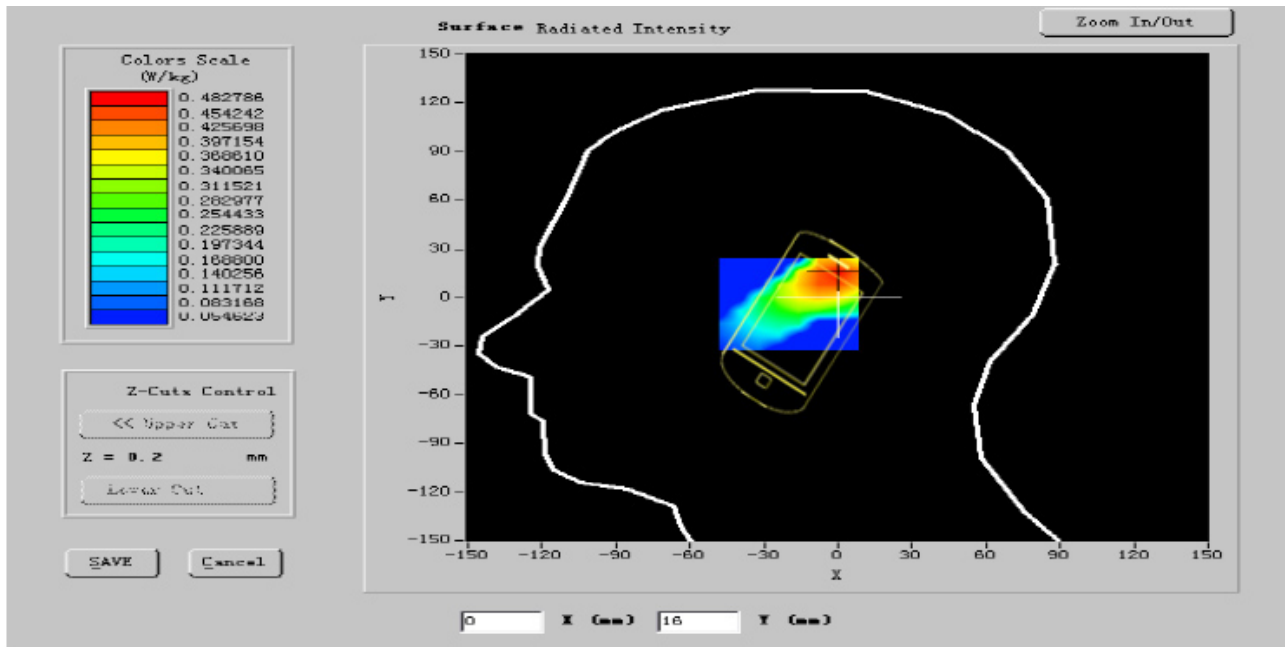 Surface Radiated Intensity
Zoom In/Out
Colors Scale
(W/kg)
0.482786
0.454242
0.425698
0.397154
0.368610
0.340065
0.311521
0.282977
0.254433
0.225889
0.197344
0.168800
0.140256
0.111712
0.083168
0.054623
Z-Cuts Control
<< Upper Cut
Z = 0.2 mm
Lower Cut
SAVE
Cancel
150
120
90
60
30
0
-30
-60
-90
-120
-150
Y
-150 -120 -90 -60 -30 0 30 60 90 120 150
X
0 X (mm) 16 Y (mm)